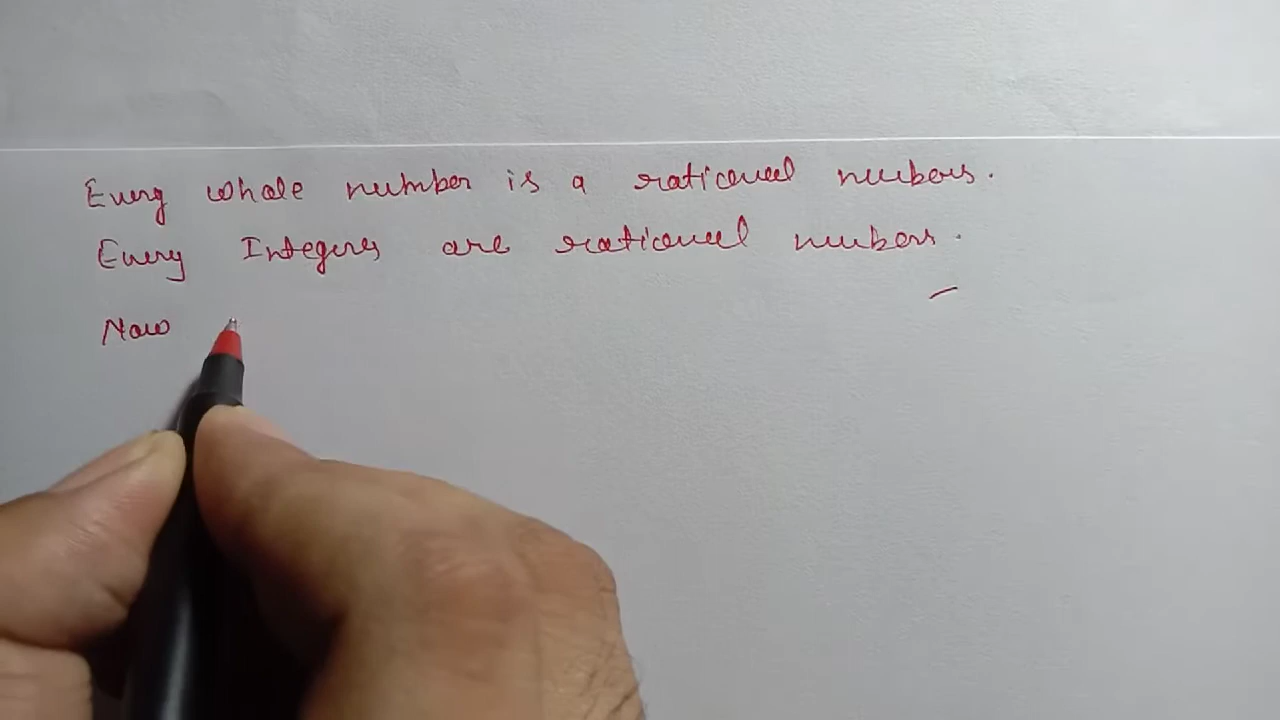 Every whole number is a rational numbers.
Every Integers are rational numbers.
Now